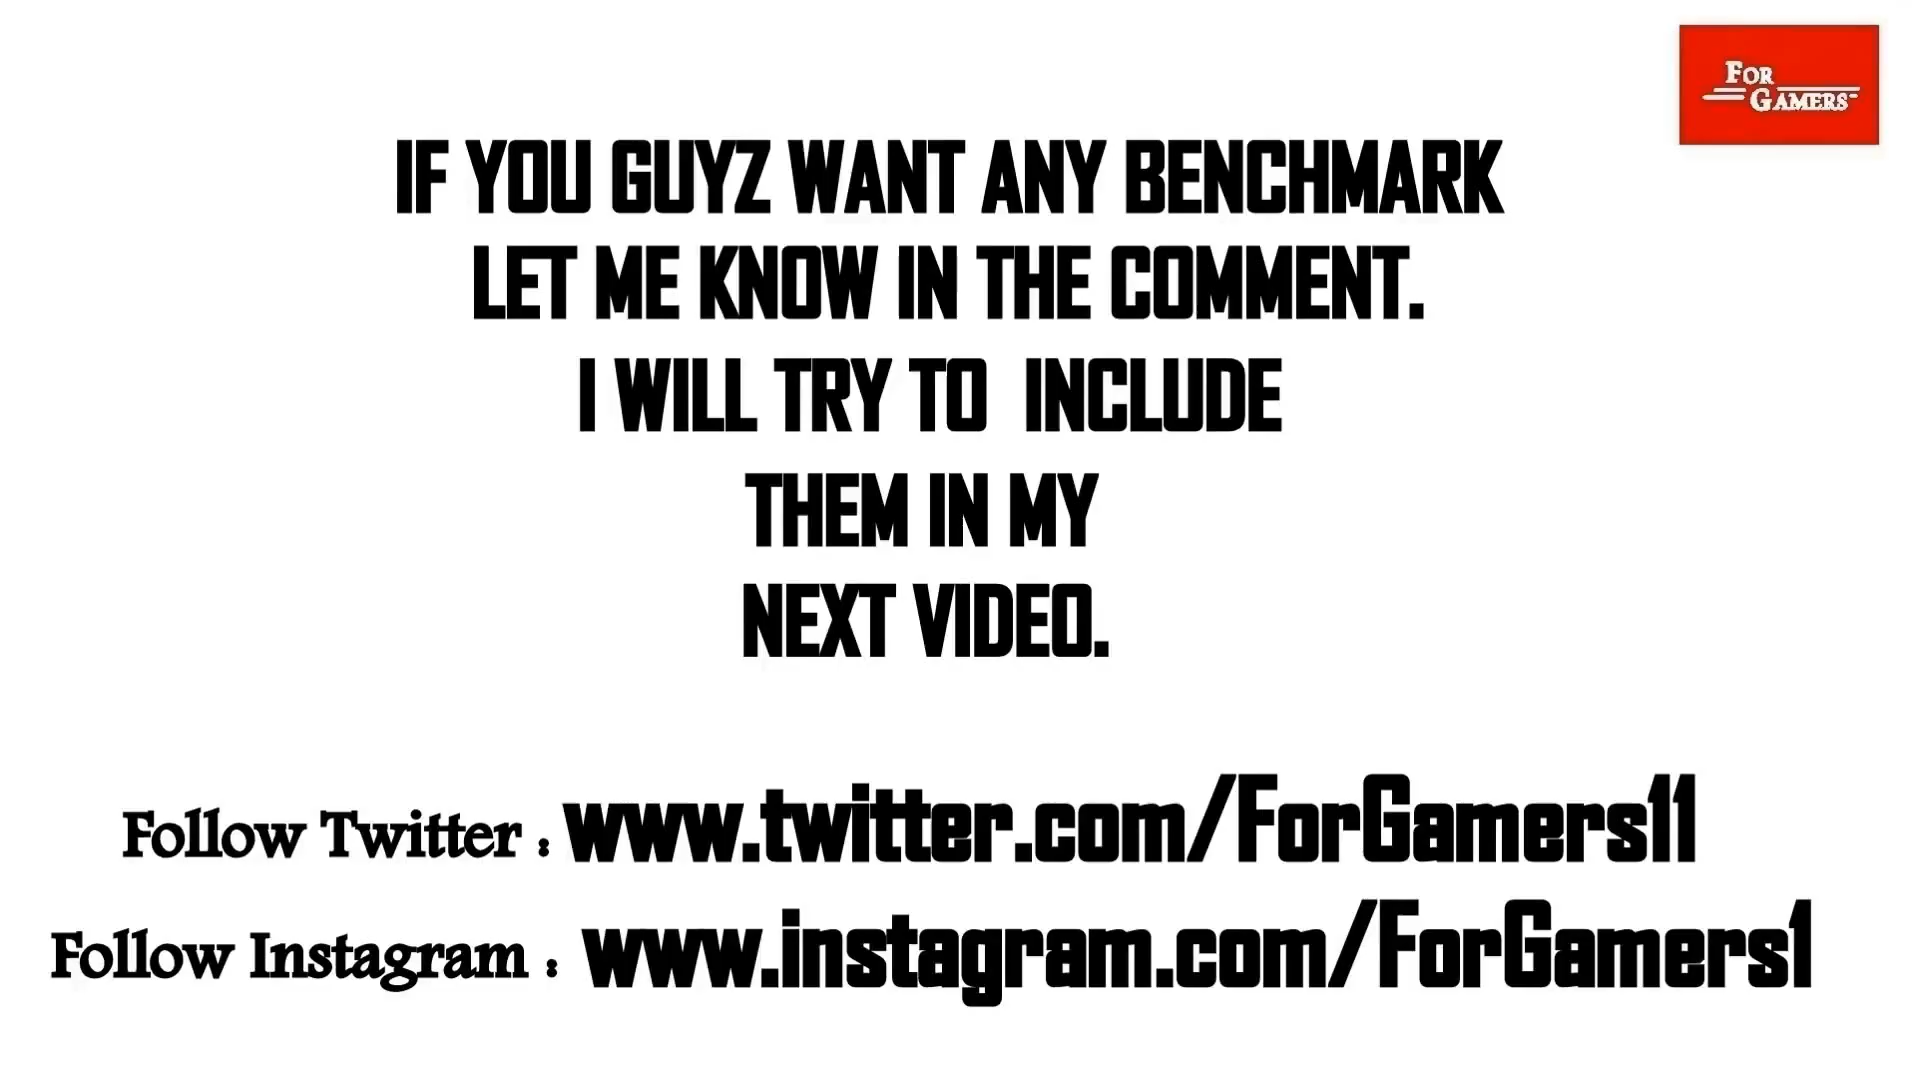 FOR
GAMERS
IF YOU GUYZ WANT ANY BENCHMARK
LET ME KNOW IN THE COMMENT.
I WILL TRY TO INCLUDE
THEM IN MY
NEXT VIDEO.
Follow Twitter : www.twitter.com/ForGamers11
Follow Instagram : www.instagram.com/ForGamers1